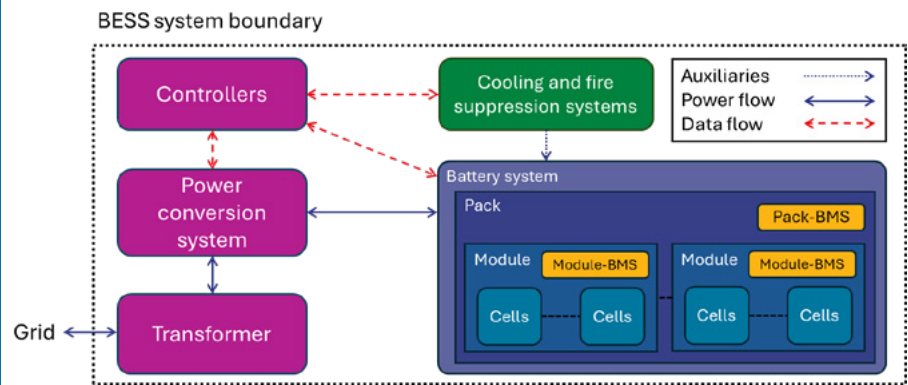 BESS system boundary
Controllers
Cooling and fire
suppression systems
Auxiliaries
Power flow
Data flow
Power
conversion
system
Battery system
Pack
Pack-BMS
Module
Module-BMS
Module
Module-BMS
Cells
Cells
Cells
Cells
Grid
Transformer